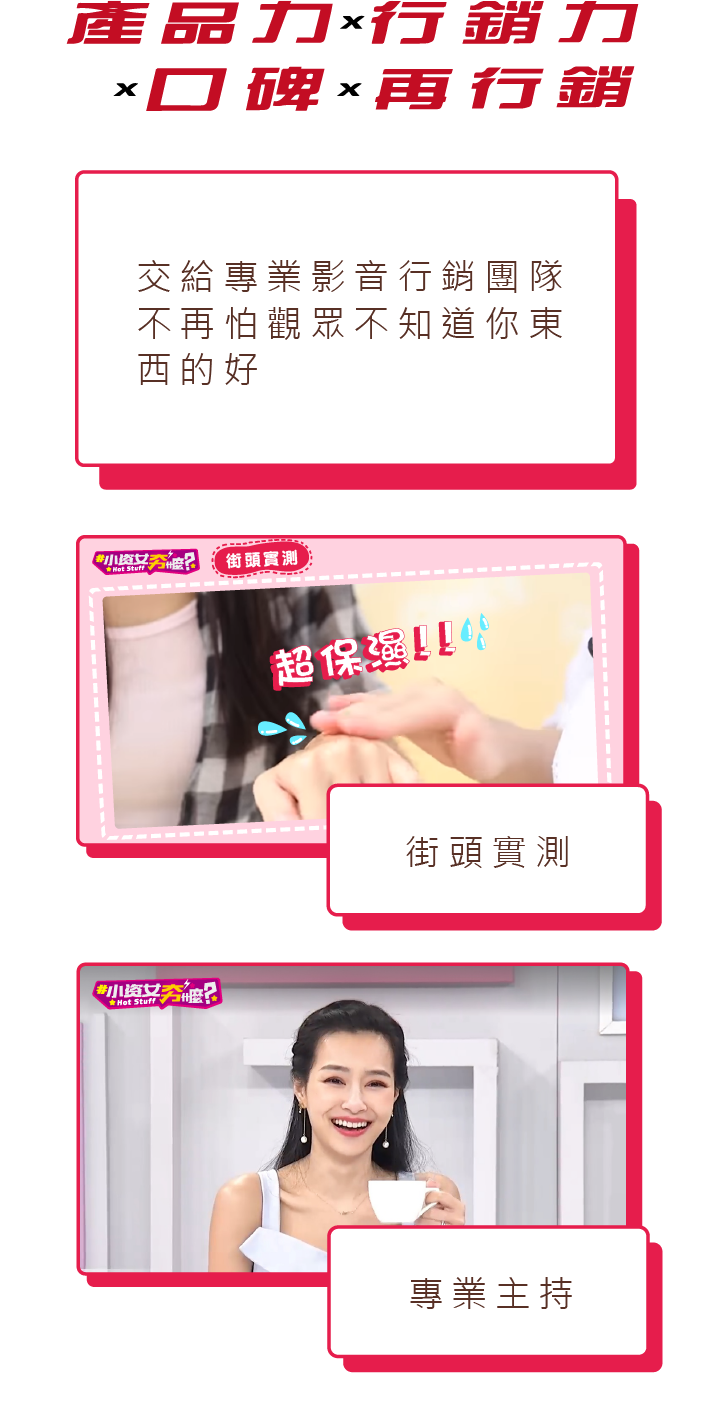 產品力×行銷力
×口碑×再行銷
交給專業影音行銷團隊
不再怕觀眾不知道你東
西的好
#小資女夯什麼?
Hot Stuff
街頭實測
超保濕!!
街頭實測
#小資女夯什麼?
Hot Stuff
專業主持